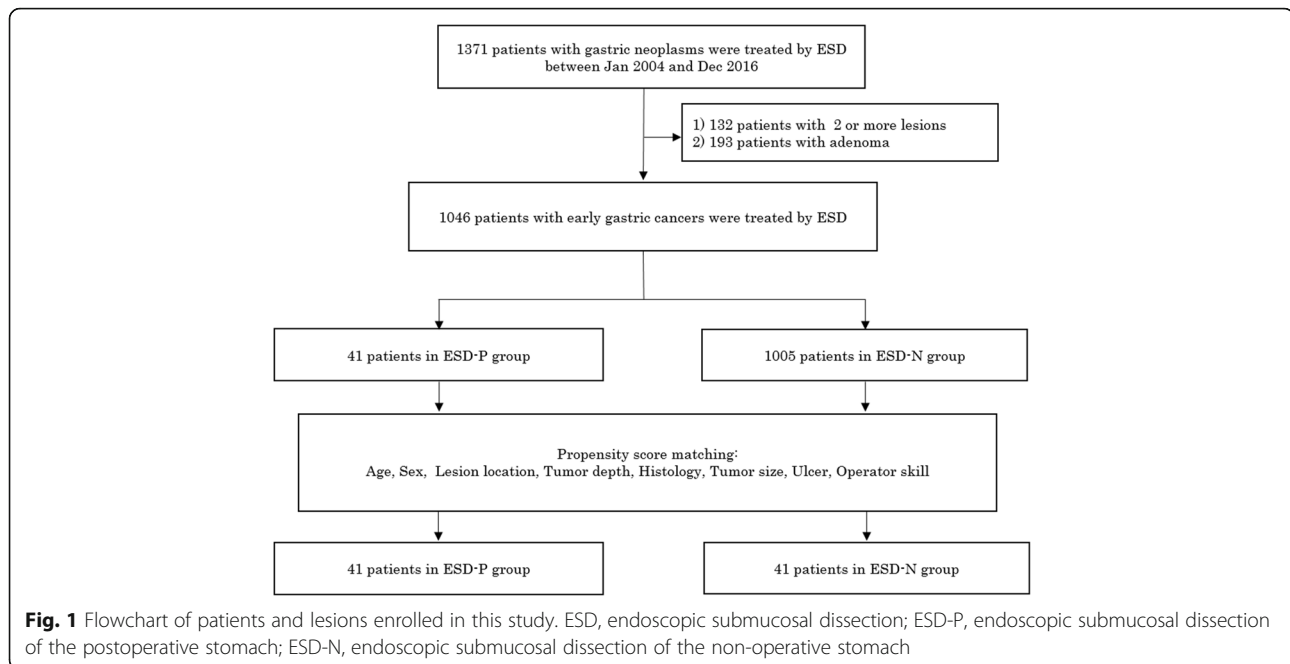 1371 patients with gastric neoplasms were treated by ESD
between Jan 2004 and Dec 2016
1) 132 patients with 2 or more lesions
2) 193 patients with adenoma
1046 patients with early gastric cancers were treated by ESD
41 patients in ESD-P group
1005 patients in ESD-N group
Propensity score matching:
Age, Sex, Lesion location, Tumor depth, Histology, Tumor size, Ulcer, Operator skill
41 patients in ESD-P group
41 patients in ESD-N group
Fig. 1 Flowchart of patients and lesions enrolled in this study. ESD, endoscopic submucosal dissection; ESD-P, endoscopic submucosal dissection
of the postoperative stomach; ESD-N, endoscopic submucosal dissection of the non-operative stomach